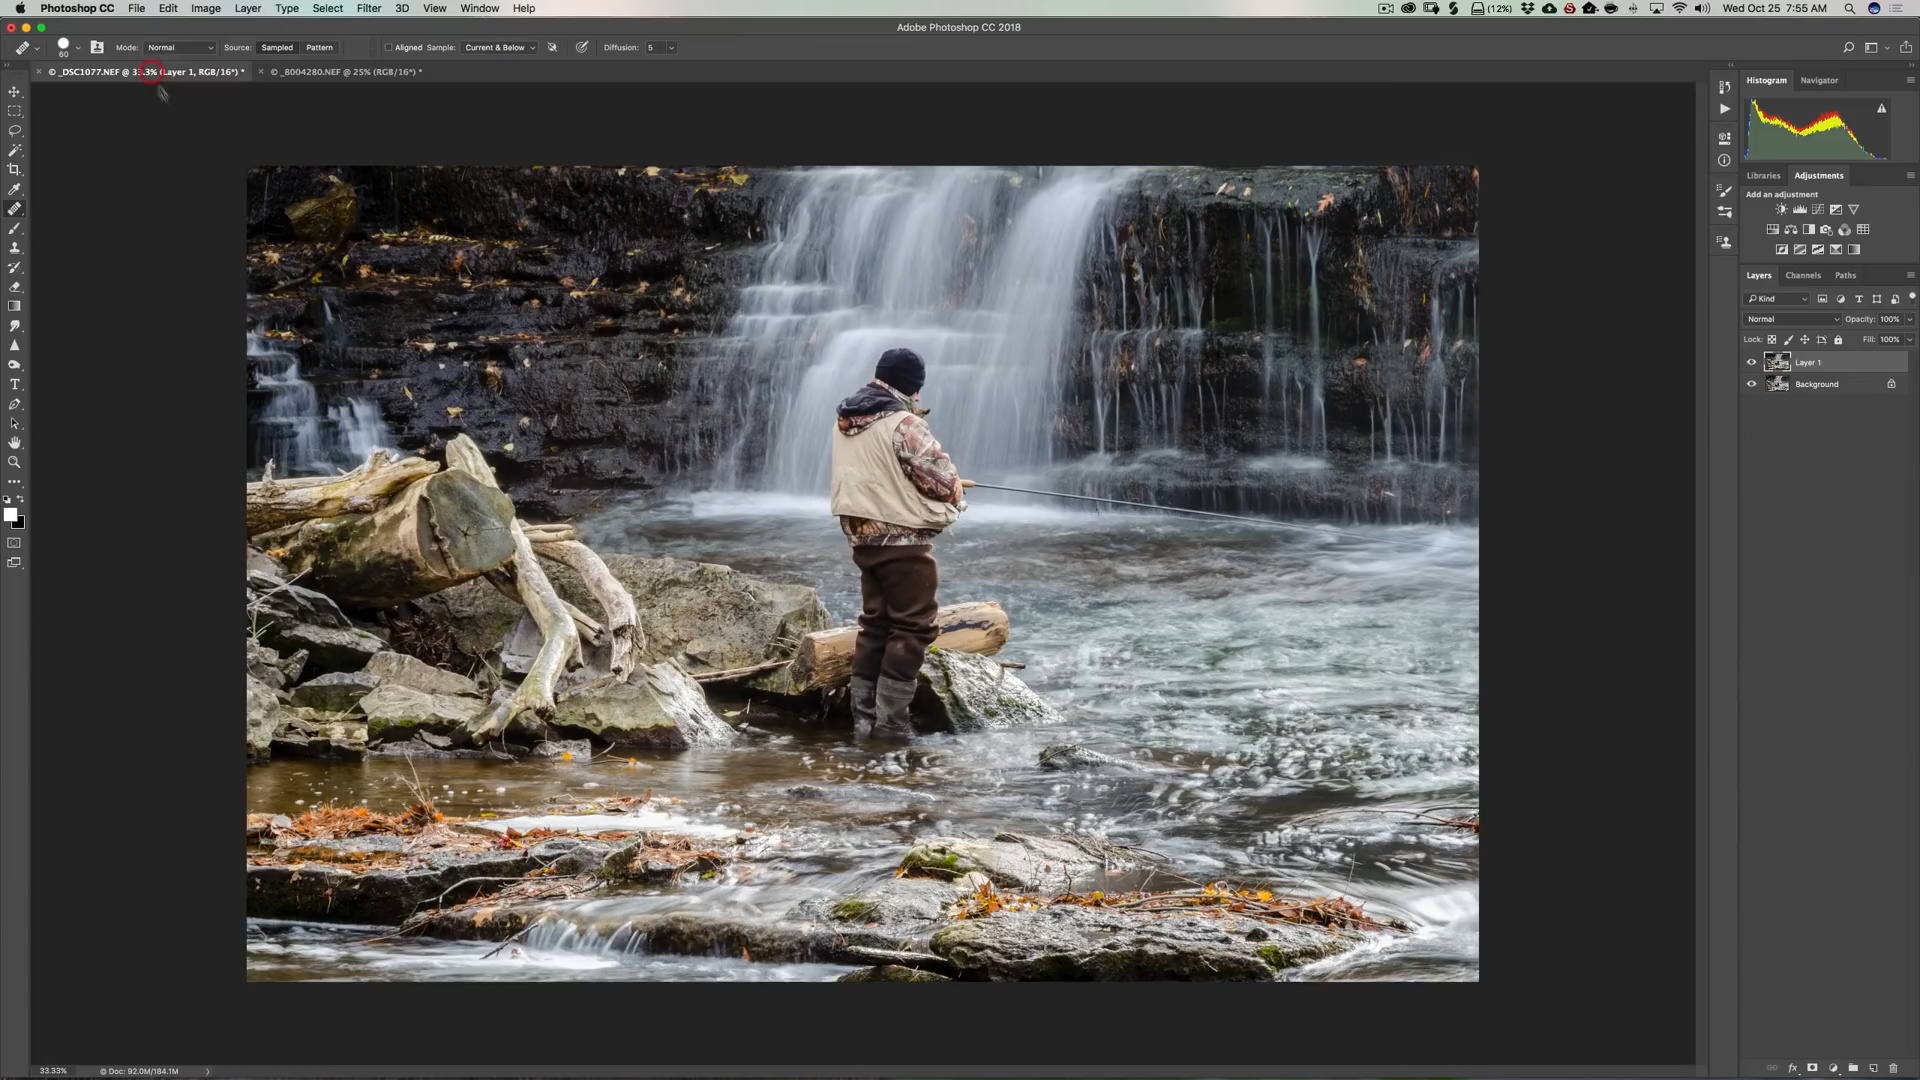 Photoshop CC File Edit Image Layer Type Select Filter 3D View Window Help (12%) Wed Oct 25 7:55 AM
Adobe Photoshop CC 2018
60 Mode: Normal Source: Sampled Pattern Aligned Sample: Current & Below Diffusion: 5
× © _DSC1077.NEF @ 33.3% (Layer 1, RGB/16*) * × © _8004280.NEF @ 25% (RGB/16*) *
Histogram Navigator
Libraries Adjustments
Add an adjustment
Layers Channels Paths
Kind
Normal Opacity: 100%
Lock: Fill: 100%
Layer 1
Background
33.33% © Doc: 92.0M/184.1M